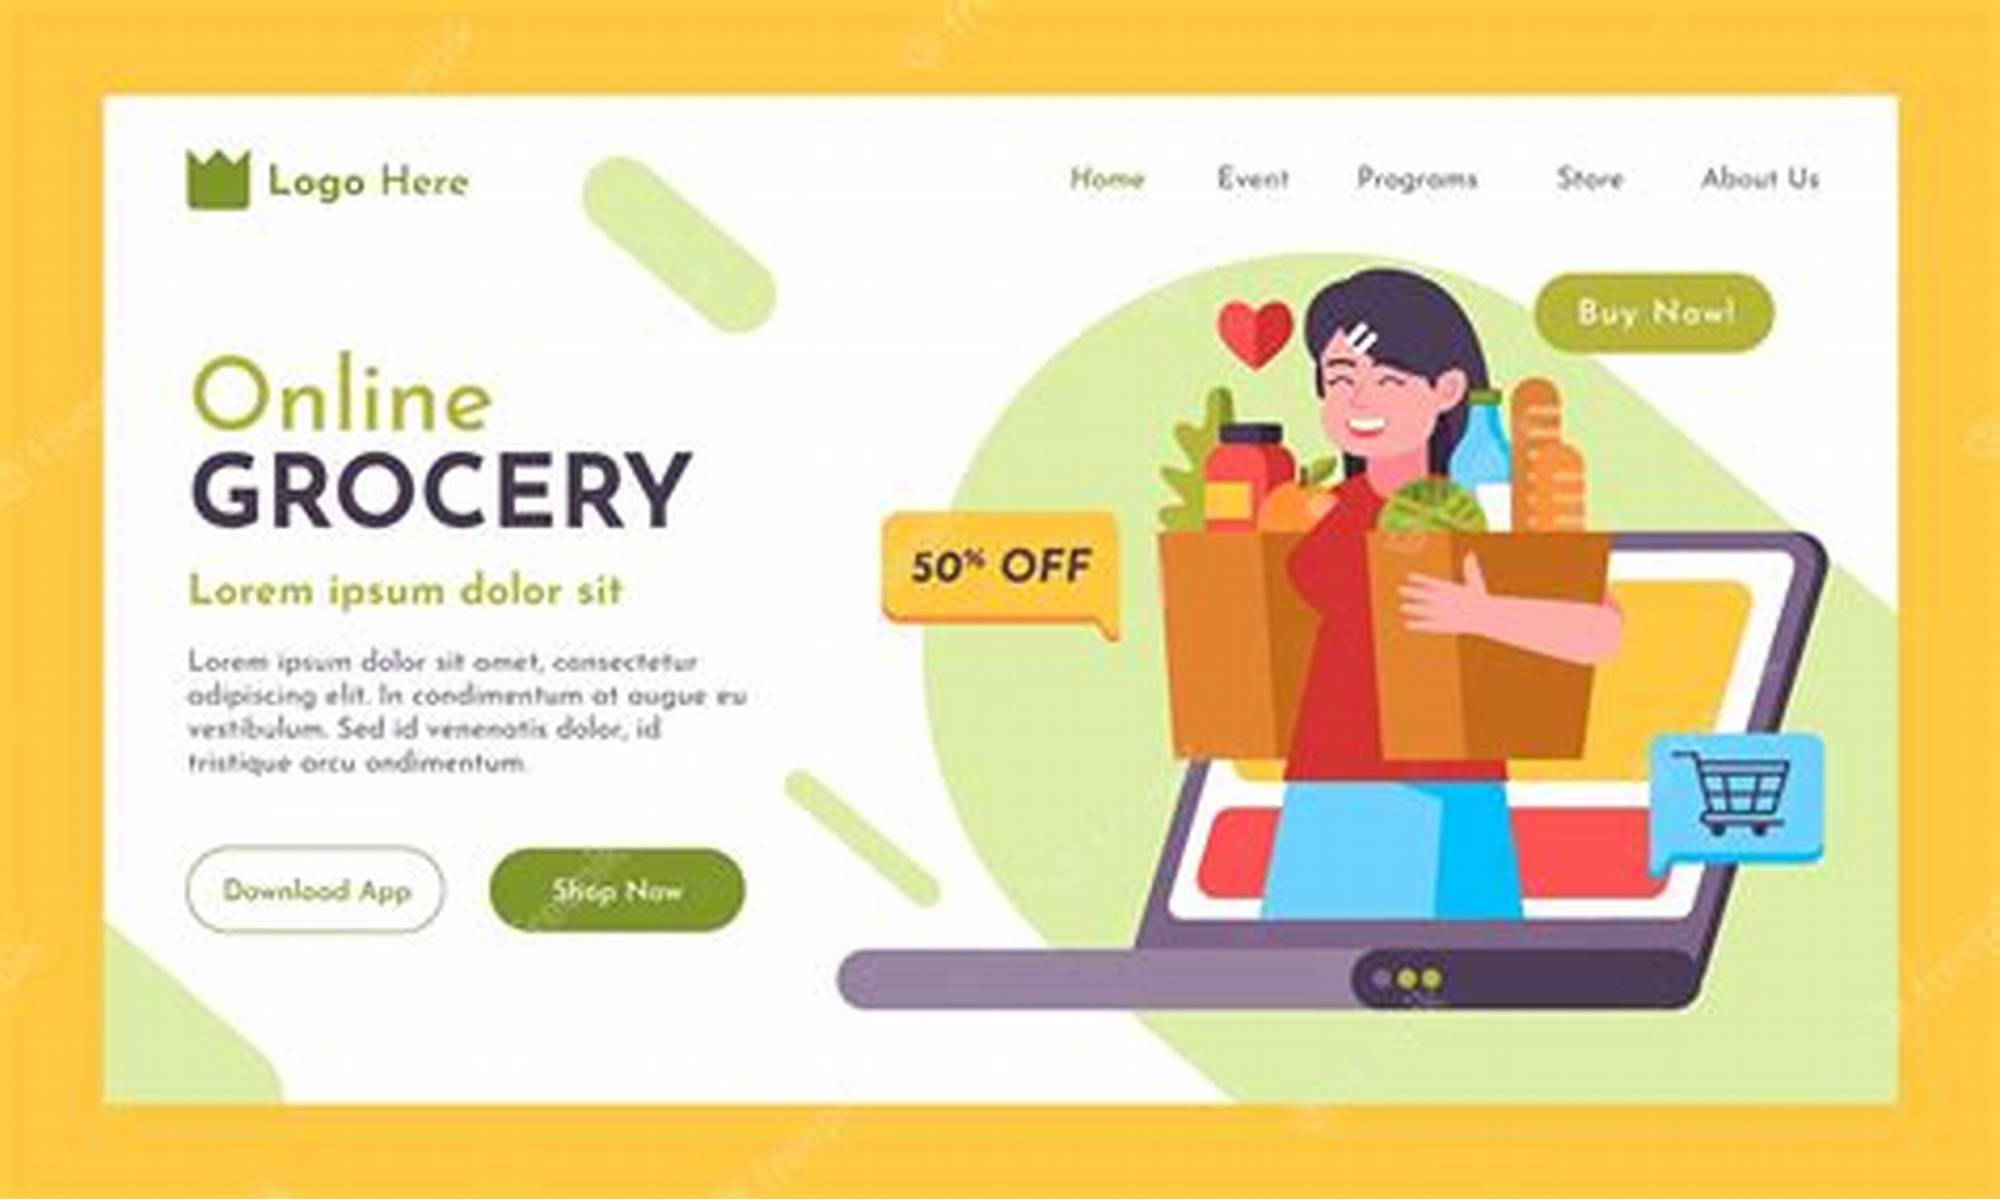 Logo Here
Home Event Programs Store About Us
Buy Now!
Online
GROCERY
50% OFF
Lorem ipsum dolor sit
Lorem ipsum dolor sit amet, consectetur
adipiscing elit. In condimentum at augue eu
vestibulum. Sed id venenatis dolor, id
tristique arcu ondimentum.
Download App
Shop Now